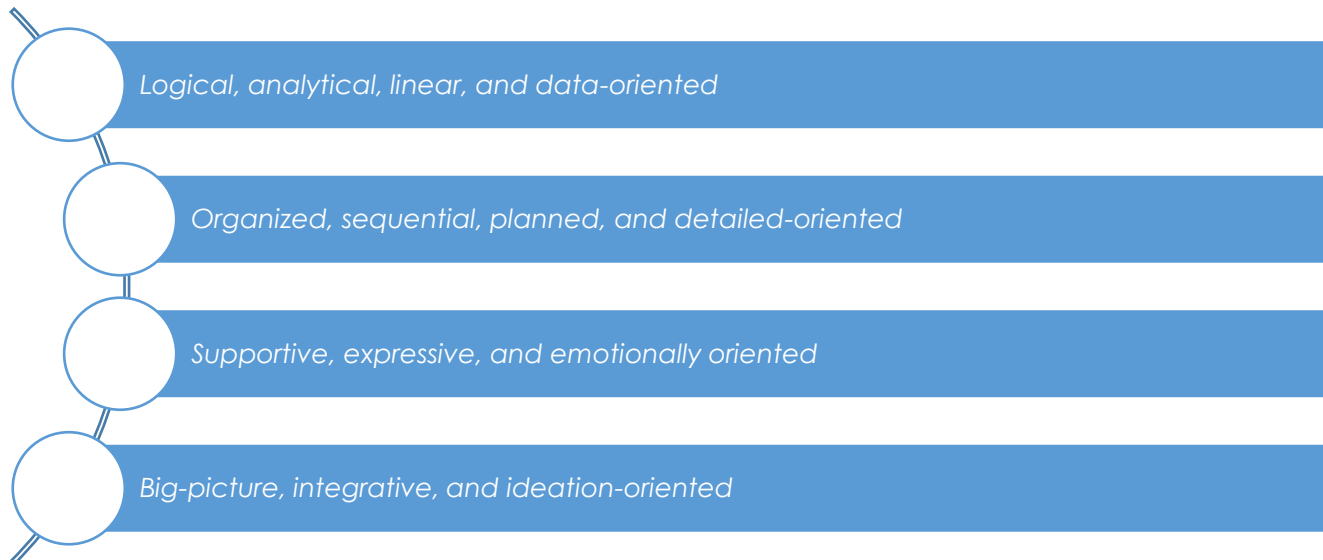 Logical, analytical, linear, and data-oriented
Organized, sequential, planned, and detailed-oriented
Supportive, expressive, and emotionally oriented
Big-picture, integrative, and ideation-oriented